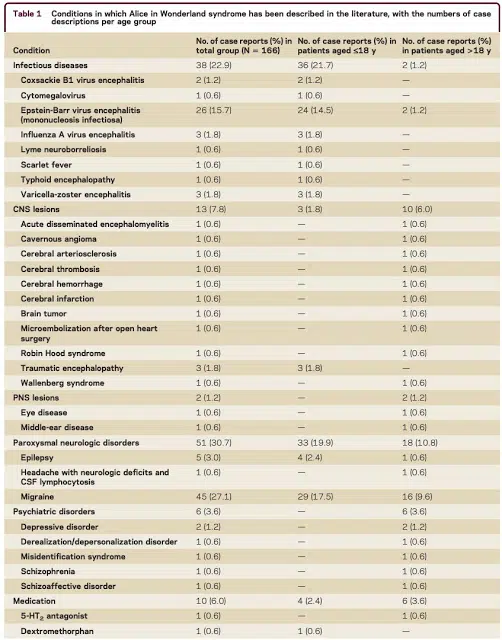 Table 1 Conditions in which Alice in Wonderland syndrome has been described in the literature, with the numbers of case
descriptions per age group
Condition No. of case reports (%) in total group (N = 166) No. of case reports (%) in patients aged ≤18 y No. of case reports (%) in patients aged >18 y
Infectious diseases 38 (22.9) 36 (21.7) 2 (1.2)
Coxsackie B1 virus encephalitis 2 (1.2) 2 (1.2) —
Cytomegalovirus 1 (0.6) 1 (0.6) —
Epstein-Barr virus encephalitis 26 (15.7) 24 (14.5) 2 (1.2)
(mononucleosis infectiosa)
Influenza A virus encephalitis 3 (1.8) 3 (1.8) —
Lyme neuroborreliosis 1 (0.6) 1 (0.6) —
Scarlet fever 1 (0.6) 1 (0.6) —
Typhoid encephalopathy 1 (0.6) 1 (0.6) —
Varicella-zoster encephalitis 3 (1.8) 3 (1.8) —
CNS lesions 13 (7.8) 3 (1.8) 10 (6.0)
Acute disseminated encephalomyelitis 1 (0.6) — 1 (0.6)
Cavernous angioma 1 (0.6) — 1 (0.6)
Cerebral arteriosclerosis 1 (0.6) — 1 (0.6)
Cerebral thrombosis 1 (0.6) — 1 (0.6)
Cerebral hemorrhage 1 (0.6) — 1 (0.6)
Cerebral infarction 1 (0.6) — 1 (0.6)
Brain tumor 1 (0.6) — 1 (0.6)
Microembolization after open heart 1 (0.6) — 1 (0.6)
surgery
Robin Hood syndrome 1 (0.6) — 1 (0.6)
Traumatic encephalopathy 3 (1.8) 3 (1.8) —
Wallenberg syndrome 1 (0.6) — 1 (0.6)
PNS lesions 2 (1.2) — 2 (1.2)
Eye disease 1 (0.6) — 1 (0.6)
Middle-ear disease 1 (0.6) — 1 (0.6)
Paroxysmal neurologic disorders 51 (30.7) 33 (19.9) 18 (10.8)
Epilepsy 5 (3.0) 4 (2.4) 1 (0.6)
Headache with neurologic deficits and 1 (0.6) — 1 (0.6)
CSF lymphocytosis
Migraine 45 (27.1) 29 (17.5) 16 (9.6)
Psychiatric disorders 6 (3.6) — 6 (3.6)
Depressive disorder 2 (1.2) — 2 (1.2)
Derealization/depersonalization disorder 1 (0.6) — 1 (0.6)
Misidentification syndrome 1 (0.6) — 1 (0.6)
Schizophrenia 1 (0.6) — 1 (0.6)
Schizoaffective disorder 1 (0.6) — 1 (0.6)
Medication 10 (6.0) 4 (2.4) 6 (3.6)
5-HT₂ antagonist 1 (0.6) — 1 (0.6)
Dextromethorphan 1 (0.6) 1 (0.6) —